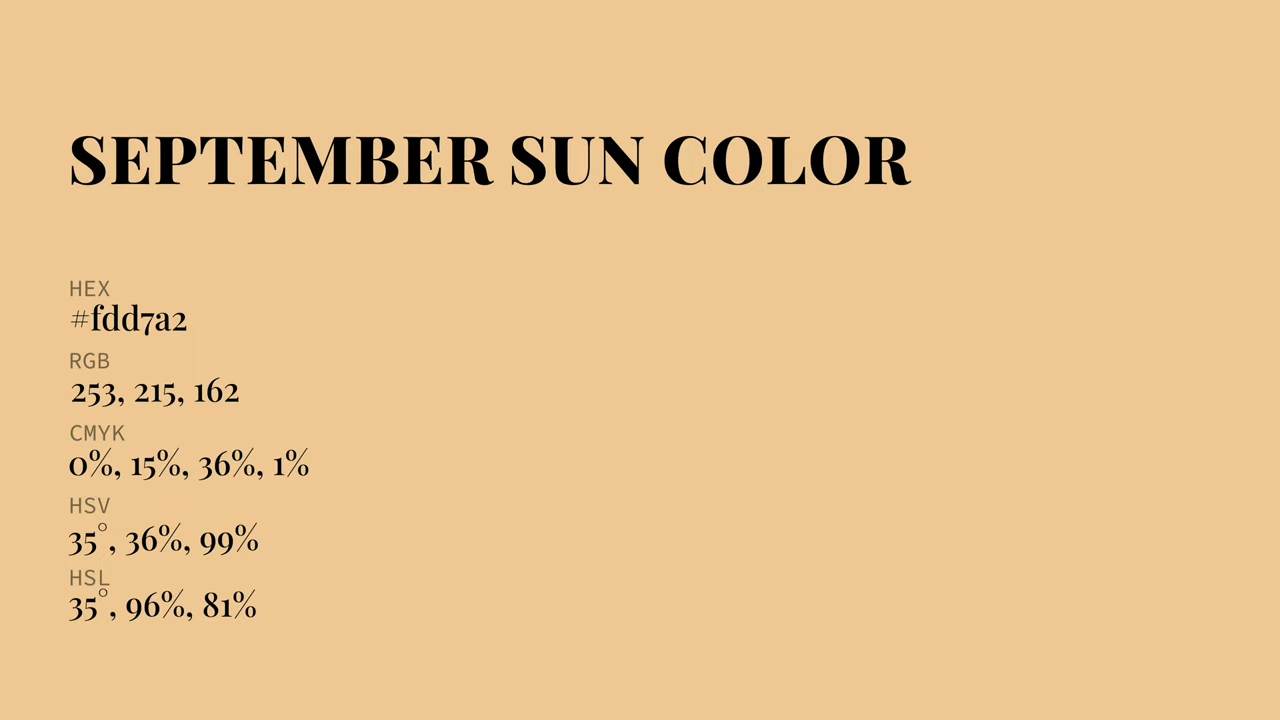 SEPTEMBER SUN COLOR
HEX
#fdd7a2
RGB
253, 215, 162
CMYK
0%, 15%, 36%, 1%
HSV
35°, 36%, 99%
HSL
35°, 96%, 81%